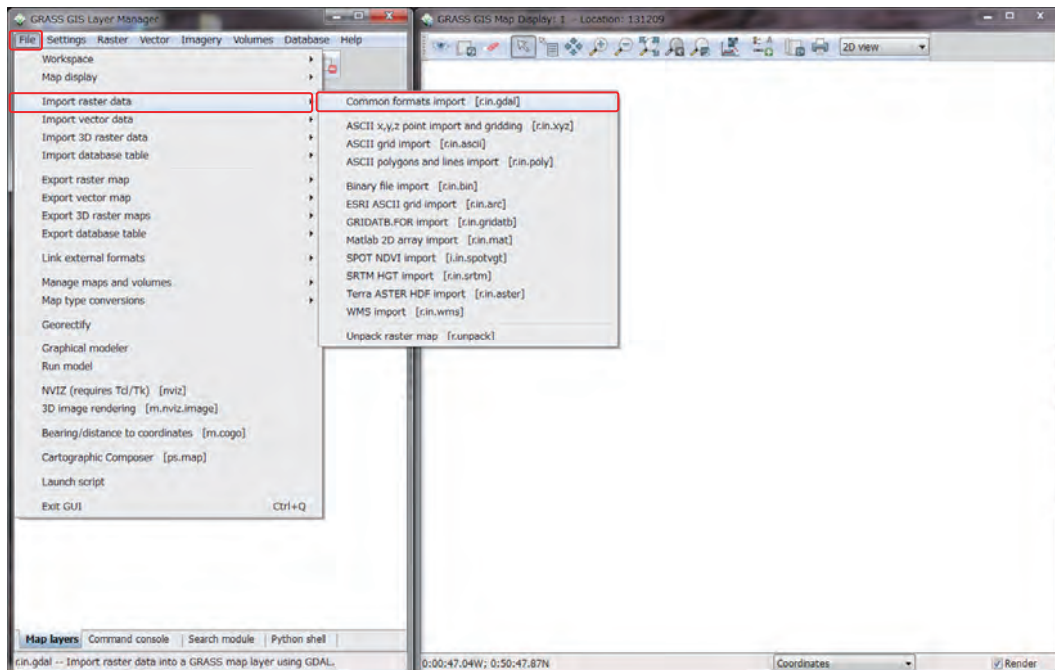 GRASS GIS Layer Manager
File Settings Raster Vector Imagery Volumes Database Help
Workspace
Map display
Import raster data
Import vector data
Import 3D raster data
Import database table
Export raster map
Export vector map
Export 3D raster maps
Export database table
Link external formats
Manage maps and volumes
Map type conversions
Georectify
Graphical modeler
Run model
NVIZ (requires Tcl/Tk) [nviz]
3D image rendering [m.nviz.image]
Bearing/distance to coordinates [m.cogo]
Cartographic Composer [ps.map]
Launch script
Exit GUI Ctrl+Q
Common formats import [r.in.gdal]
ASCII x,y,z point import and gridding [r.in.xyz]
ASCII grid import [r.in.ascii]
ASCII polygons and lines import [r.in.poly]
Binary file import [r.in.bin]
ESRI ASCII grid import [r.in.arc]
GRIDATB.FOR import [r.in.gridatb]
Matlab 2D array import [r.in.mat]
SPOT NDVI import [i.in.spotvgt]
SRTM HGT import [r.in.srtm]
Terra ASTER HDF import [r.in.aster]
WMS import [r.in.wms]
Unpack raster map [r.unpack]
Map layers Command console Search module Python shell
r.in.gdal -- Import raster data into a GRASS map layer using GDAL.
GRASS GIS Map Display: 1 - Location: 131209
2D view
0:00:47.04W; 0:50:47.87N Coordinates Render